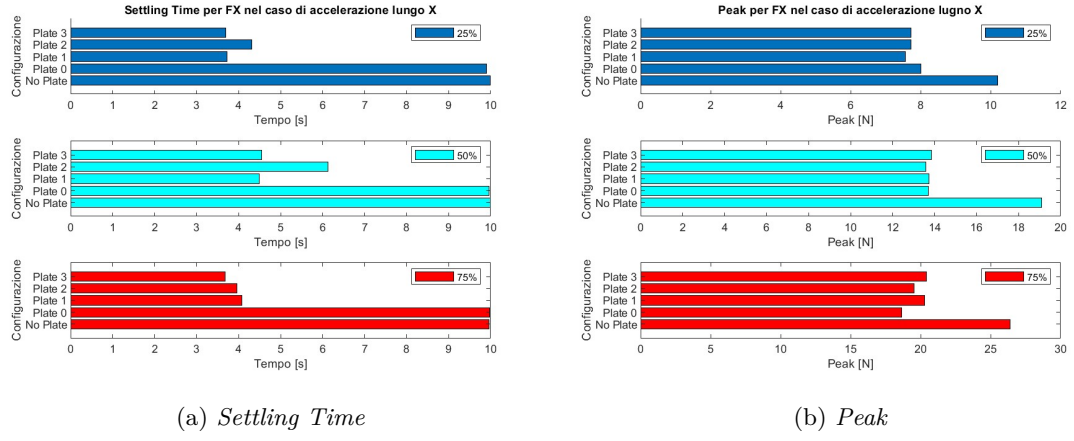 Settling Time per FX nel caso di accelerazione lungo X
Configurazione
Plate 3
Plate 2
Plate 1
Plate 0
No Plate
25%
0 1 2 3 4 5 6 7 8 9 10
Tempo [s]
Configurazione
Plate 3
Plate 2
Plate 1
Plate 0
No Plate
50%
0 1 2 3 4 5 6 7 8 9 10
Tempo [s]
Configurazione
Plate 3
Plate 2
Plate 1
Plate 0
No Plate
75%
0 1 2 3 4 5 6 7 8 9 10
Tempo [s]
(a) Settling Time
Peak per FX nel caso di accelerazione lugno X
Configurazione
Plate 3
Plate 2
Plate 1
Plate 0
No Plate
25%
0 2 4 6 8 10 12
Peak [N]
Configurazione
Plate 3
Plate 2
Plate 1
Plate 0
No Plate
50%
0 2 4 6 8 10 12 14 16 18 20
Peak [N]
Configurazione
Plate 3
Plate 2
Plate 1
Plate 0
No Plate
75%
0 5 10 15 20 25 30
Peak [N]
(b) Peak